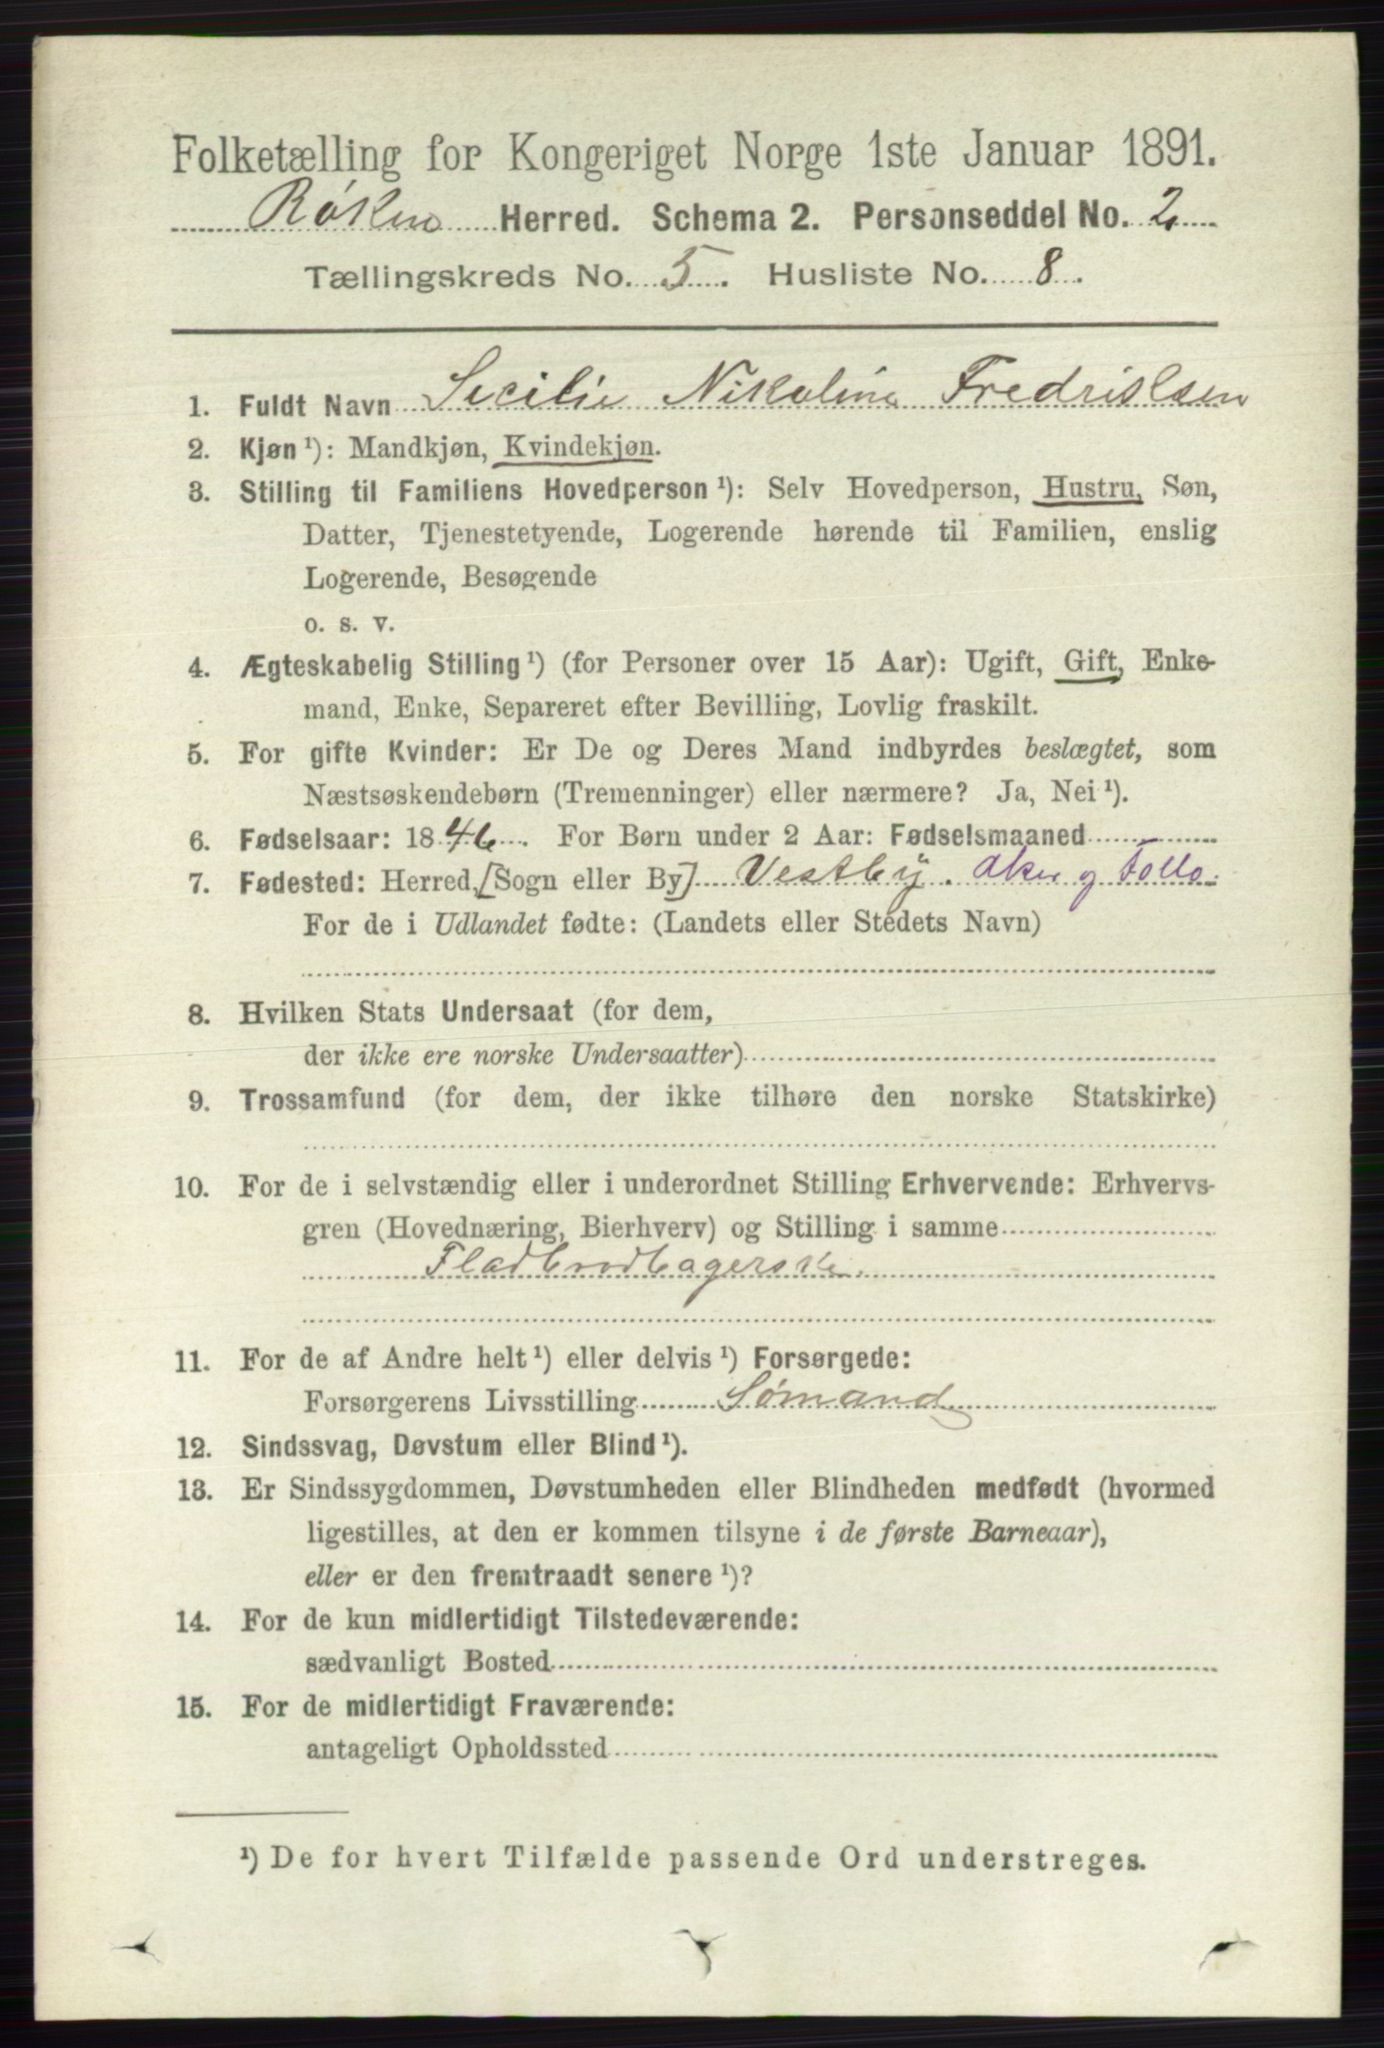 Folketælling for Kongeriget Norge 1ste Januar 1891.
Røken Herred. Schema 2. Personseddel No. 2
Tællingskreds No. 5. Husliste No. 8.
1. Fuldt Navn Secilie Nikoline Fredriksen
2. Kjøn ¹): Mandkjøn, Kvindekjøn.
3. Stilling til Familiens Hovedperson ¹): Selv Hovedperson, Hustru, Søn,
Datter, Tjenestetyende, Logerende hørende til Familien, enslig
Logerende, Besøgende
o. s. v.
4. Ægteskabelig Stilling ¹) (for Personer over 15 Aar): Ugift, Gift, Enke-
mand, Enke, Separeret efter Bevilling, Lovlig fraskilt.
5. For gifte Kvinder: Er De og Deres Mand indbyrdes beslægtet, som
Næstsøskendebørn (Tremenninger) eller nærmere? Ja, Nei ¹).
6. Fødselsaar: 1846. For Børn under 2 Aar: Fødselsmaaned
7. Fødested: Herred, [Sogn eller By] Vestby. Aker og Follo.
For de i Udlandet fødte: (Landets eller Stedets Navn)
8. Hvilken Stats Undersaat (for dem,
der ikke ere norske Undersaatter)
9. Trossamfund (for dem, der ikke tilhøre den norske Statskirke)
10. For de i selvstændig eller i underordnet Stilling Erhvervende: Erhvervs-
gren (Hovednæring, Bierhverv) og Stilling i samme
Fladbrødbagerske.
11. For de af Andre helt ¹) eller delvis ¹) Forsørgede:
Forsørgerens Livsstilling Sømand
12. Sindssvag, Døvstum eller Blind ¹).
13. Er Sindssygdommen, Døvstumheden eller Blindheden medfødt (hvormed
ligestilles, at den er kommen tilsyne i de første Barneaar),
eller er den fremtraadt senere ¹)?
14. For de kun midlertidigt Tilstedeværende:
sædvanligt Bosted
15. For de midlertidigt Fraværende:
antageligt Opholdssted
¹) De for hvert Tilfælde passende Ord understreges.